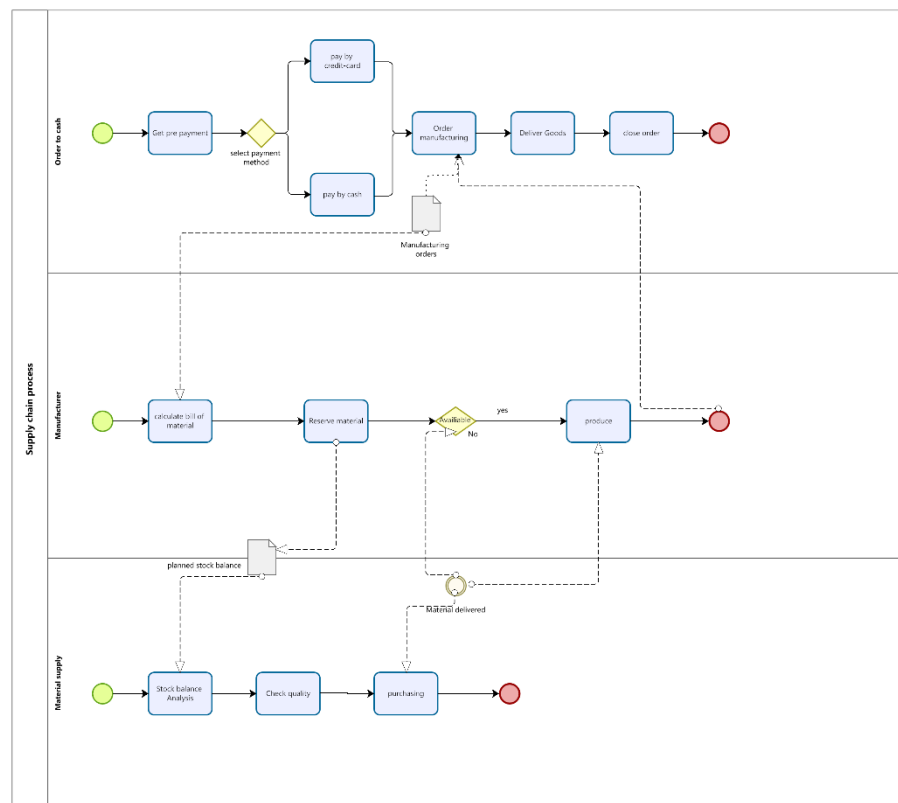 Supply chain process
Order to cash
pay by
credit-card
Get pre payment
select payment
method
Order
manufacturing
Deliver Goods
close order
pay by cash
Manufacturing
orders
Manufacturer
calculate bill of
material
Reserve material
Availiable
yes
No
produce
planned stock balance
Material supply
Material delivered
Stock balance
Analysis
Check quality
purchasing